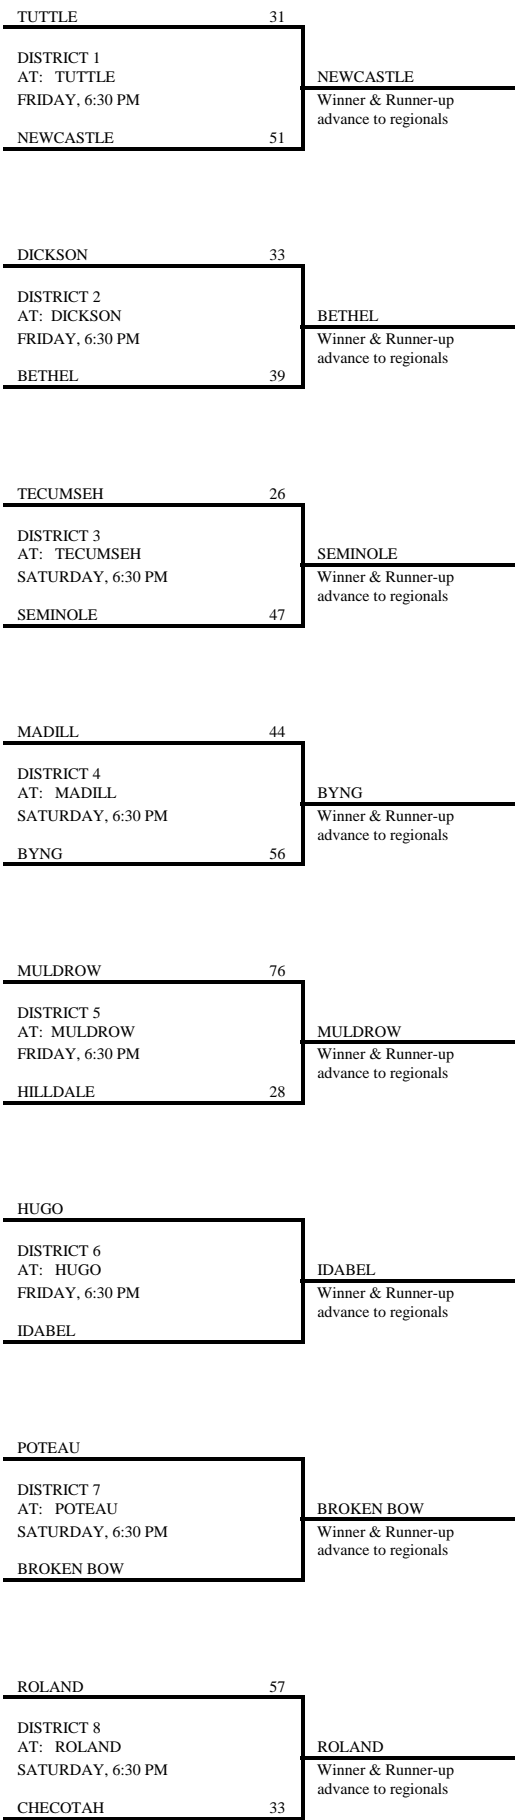 TUTTLE 31
DISTRICT 1
AT: TUTTLE
NEWCASTLE
FRIDAY, 6:30 PM
Winner & Runner-up
advance to regionals
NEWCASTLE 51
DICKSON 33
DISTRICT 2
AT: DICKSON
BETHEL
FRIDAY, 6:30 PM
Winner & Runner-up
advance to regionals
BETHEL 39
TECUMSEH 26
DISTRICT 3
AT: TECUMSEH
SEMINOLE
SATURDAY, 6:30 PM
Winner & Runner-up
advance to regionals
SEMINOLE 47
MADILL 44
DISTRICT 4
AT: MADILL
BYNG
SATURDAY, 6:30 PM
Winner & Runner-up
advance to regionals
BYNG 56
MULDROW 76
DISTRICT 5
AT: MULDROW
MULDROW
FRIDAY, 6:30 PM
Winner & Runner-up
advance to regionals
HILLDALE 28
HUGO
DISTRICT 6
AT: HUGO
IDABEL
FRIDAY, 6:30 PM
Winner & Runner-up
advance to regionals
IDABEL
POTEAU
DISTRICT 7
AT: POTEAU
BROKEN BOW
SATURDAY, 6:30 PM
Winner & Runner-up
advance to regionals
BROKEN BOW
ROLAND 57
DISTRICT 8
AT: ROLAND
ROLAND
SATURDAY, 6:30 PM
Winner & Runner-up
advance to regionals
CHECOTAH 33